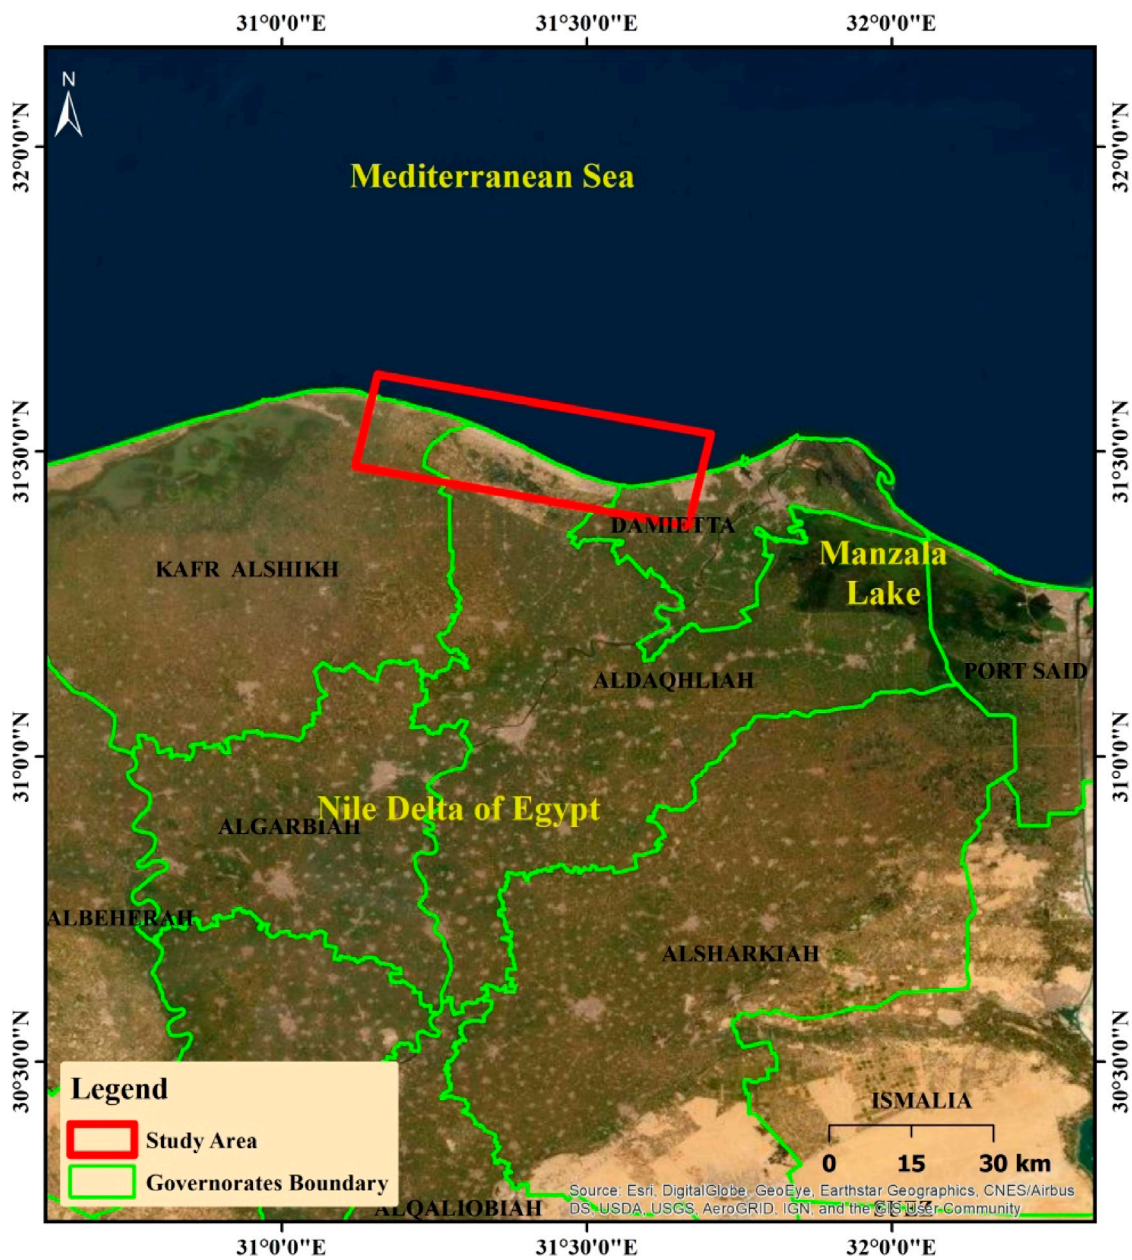 31°0'0"E 31°30'0"E 32°0'0"E
N
32°0'0"N 32°0'0"N
Mediterranean Sea
31°30'0"N 31°30'0"N
DAMIETTA
Manzala
Lake
KAFR ALSHIKH
PORT SAID
ALDAQHLIAH
31°0'0"N 31°0'0"N
Nile Delta of Egypt
ALGARBIAH
ALBEHERAH
ALSHARKIAH
30°30'0"N 30°30'0"N
Legend
Study Area
Governorates Boundary
ISMALIA
0 15 30 km
Source: Esri, DigitalGlobe, GeoEye, Earthstar Geographics, CNES/Airbus
DS, USDA, USGS, AeroGRID, IGN, and the GIS User Community
ALQALIOBIAH
SUEZ
31°0'0"E 31°30'0"E 32°0'0"E